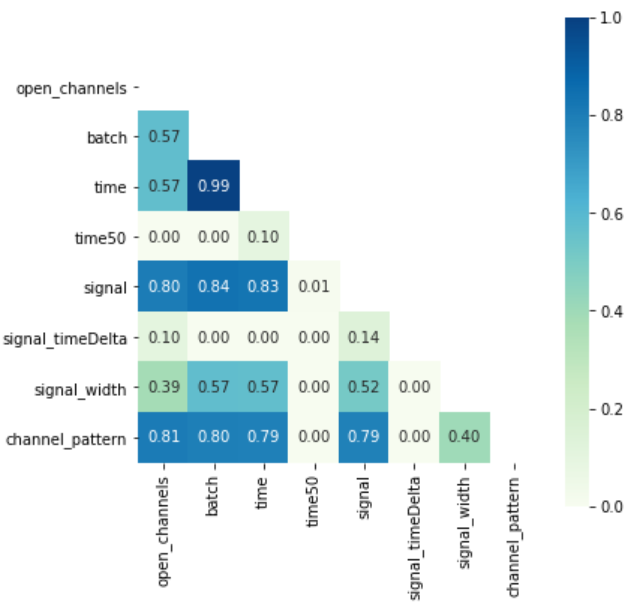 1.0
open_channels
batch 0.57
0.8
time 0.57 0.99
0.6
time50 0.00 0.00 0.10
signal 0.80 0.84 0.83 0.01
0.4
signal_timeDelta 0.10 0.00 0.00 0.00 0.14
signal_width 0.39 0.57 0.57 0.00 0.52 0.00
0.2
channel_pattern 0.81 0.80 0.79 0.00 0.79 0.00 0.40
0.0
open_channels
batch
time
time50
signal
signal_timeDelta
signal_width
channel_pattern